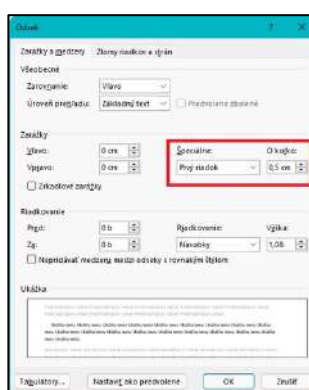 Odsek ? ×
Zarážky a medzery Zlomy riadkov a strán
Všeobecné
Zarovnanie: Vľavo
Úroveň prehľadu: Základný text Predvolene zbalené
Zarážky
Vľavo: 0 cm Špeciálne: O koľko:
Vpravo: 0 cm Prvý riadok 0,5 cm
Zrkadlové zarážky
Riadkovanie
Pred: 0 b Riadkovanie: Výška:
Za: 8 b Násobky 1,08
Nepridávať medzeru medzi odseky s rovnakým štýlom
Ukážka
Tabulátory... Nastaviť ako predvolené OK Zrušiť